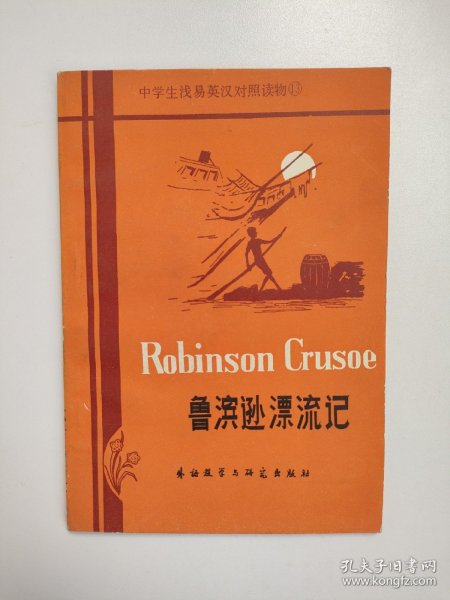 中学生浅易英汉对照读物⑬
Robinson Crusoe
鲁滨逊漂流记
外语教学与研究出版社
孔夫子旧书网
www.kongfz.com